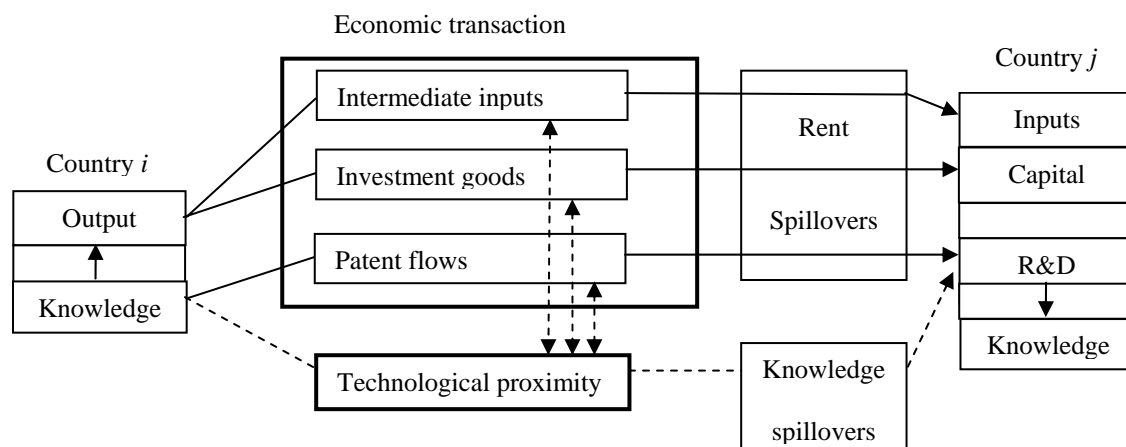 Economic transaction
Country i
Output
Knowledge
Intermediate inputs
Investment goods
Patent flows
Technological proximity
Rent
Spillovers
Knowledge
spillovers
Country j
Inputs
Capital
R&D
Knowledge